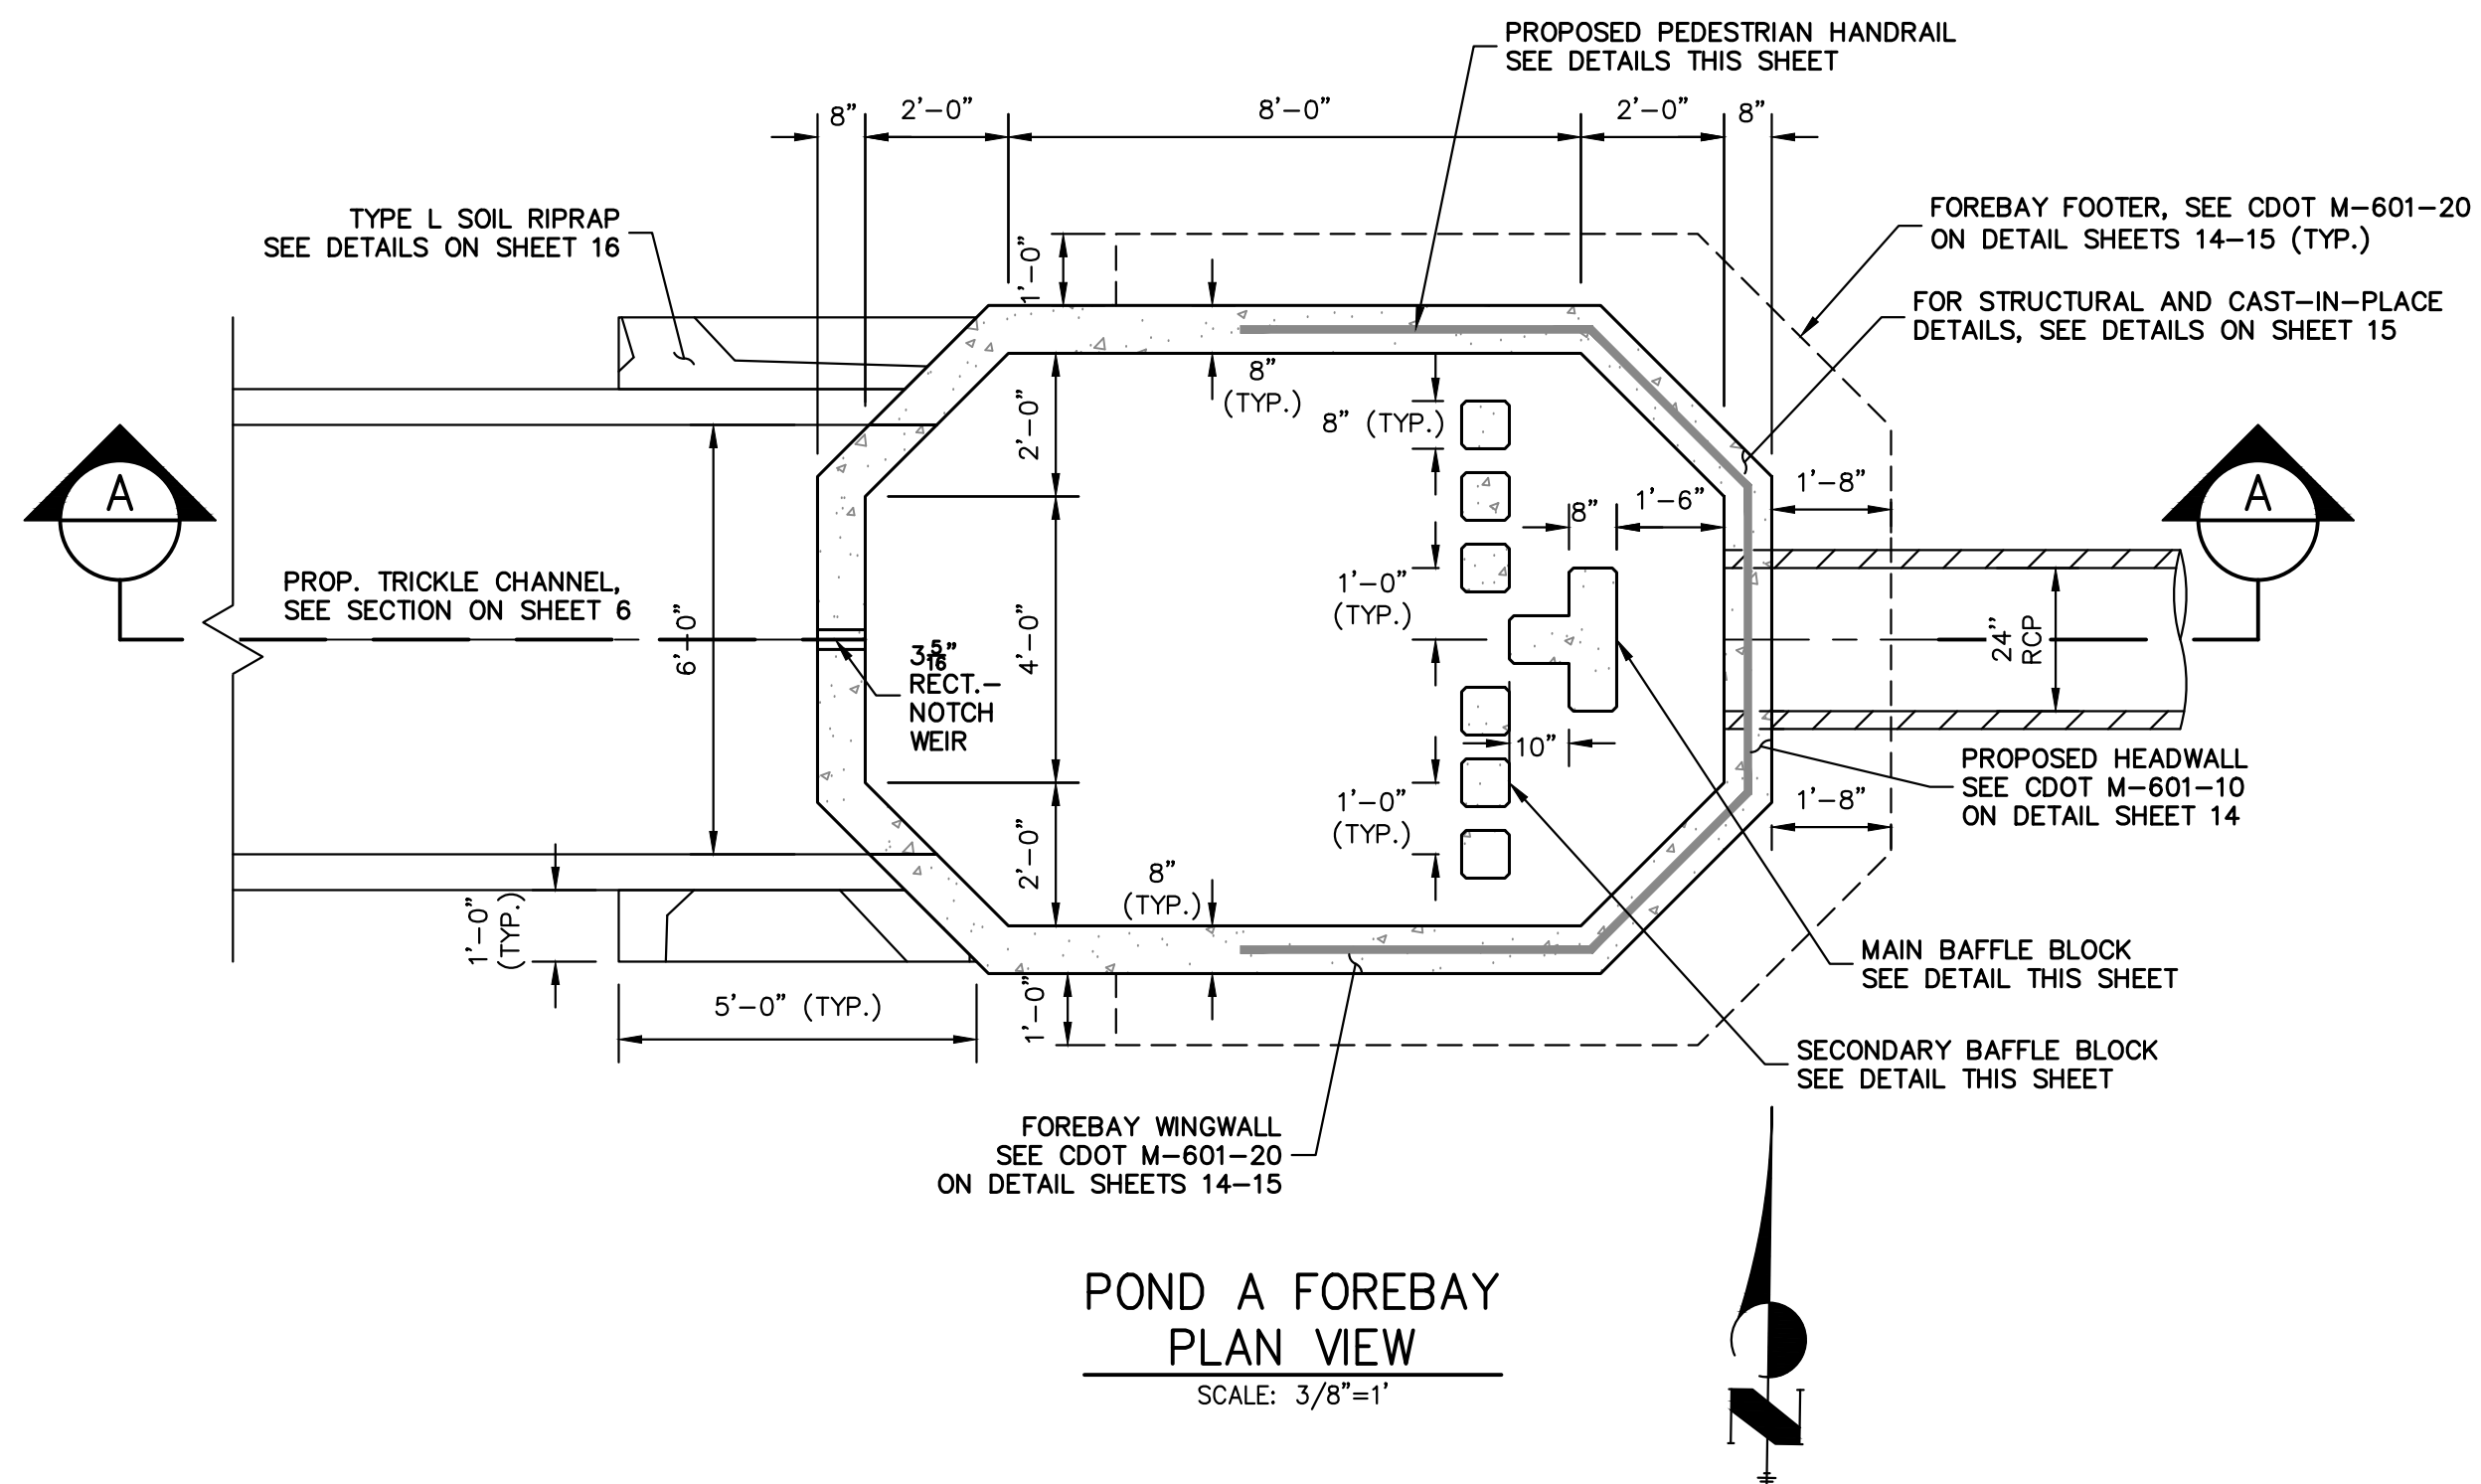 PROPOSED PEDESTRIAN HANDRAIL
SEE DETAILS THIS SHEET
8"
2'-0"
8'-0"
2'-0"
8"
TYPE L SOIL RIPRAP
SEE DETAILS ON SHEET 16
FOREBAY FOOTER, SEE CDOT M-601-20
ON DETAIL SHEETS 14-15 (TYP.)
1'-0"
FOR STRUCTURAL AND CAST-IN-PLACE
DETAILS, SEE DETAILS ON SHEET 15
8"
(TYP.)
2'-0"
8" (TYP.)
A
A
1'-8"
8"
1'-6"
PROP. TRICKLE CHANNEL,
SEE SECTION ON SHEET 6
6'-0"
4'-0"
1'-0"
(TYP.)
24"
RCP
3 5/16"
RECT.-
NOTCH
WEIR
10"
PROPOSED HEADWALL
SEE CDOT M-601-10
ON DETAIL SHEET 14
1'-0"
(TYP.)
1'-8"
2'-0"
8"
(TYP.)
1'-0"
(TYP.)
MAIN BAFFLE BLOCK
SEE DETAIL THIS SHEET
5'-0" (TYP.)
1'-0"
SECONDARY BAFFLE BLOCK
SEE DETAIL THIS SHEET
FOREBAY WINGWALL
SEE CDOT M-601-20
ON DETAIL SHEETS 14-15
POND A FOREBAY
PLAN VIEW
SCALE: 3/8"=1'
N